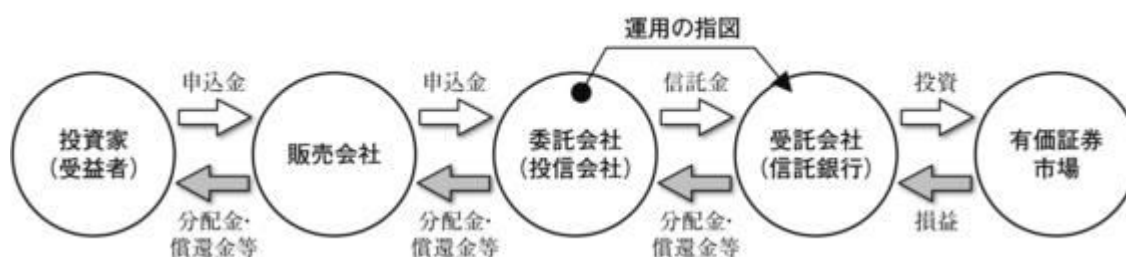 運用の指図
申込金
申込金
信託金
投資
投資家
(受益者)
販売会社
委託会社
(投信会社)
受託会社
(信託銀行)
有価証券
市場
分配金・
償還金等
分配金・
償還金等
分配金・
償還金等
損益